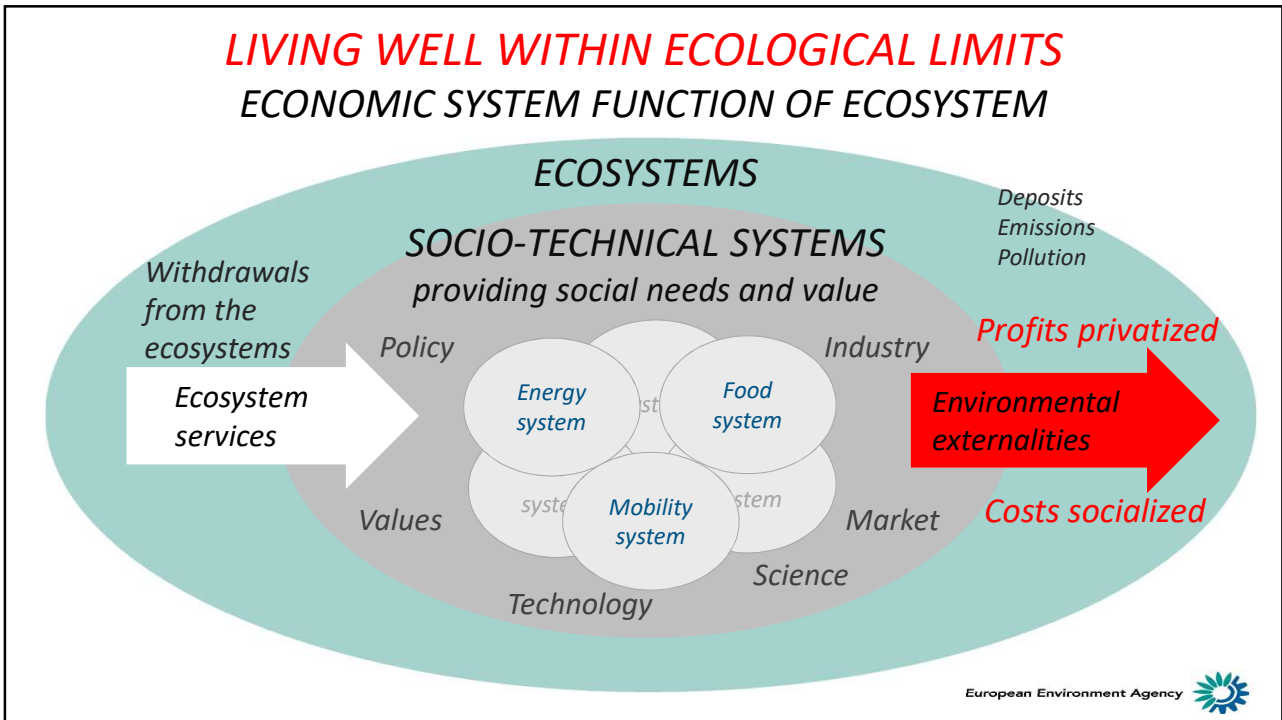 LIVING WELL WITHIN ECOLOGICAL LIMITS
ECONOMIC SYSTEM FUNCTION OF ECOSYSTEM
ECOSYSTEMS
Deposits
Emissions
Pollution
SOCIO-TECHNICAL SYSTEMS
providing social needs and value
Withdrawals
from the
ecosystems
Policy
Industry
Profits privatized
Ecosystem
services
Energy
system
Food
system
Environmental
externalities
Values
Mobility
system
Market
Costs socialized
Science
Technology
European Environment Agency